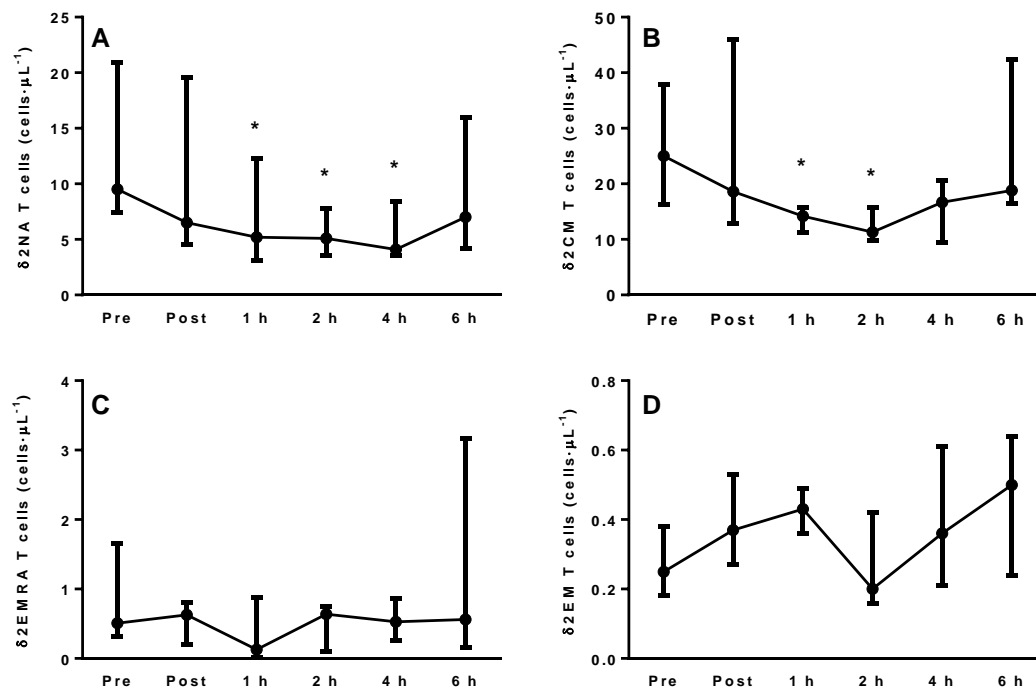 A
δ2NA T cells (cells·μL⁻¹)
25
20
15
10
5
0
*
*
*
Pre Post 1 h 2 h 4 h 6 h
B
δ2CM T cells (cells·μL⁻¹)
50
40
30
20
10
0
*
*
Pre Post 1 h 2 h 4 h 6 h
C
δ2EMRA T cells (cells·μL⁻¹)
4
3
2
1
0
Pre Post 1 h 2 h 4 h 6 h
D
δ2EM T cells (cells·μL⁻¹)
0.8
0.6
0.4
0.2
0.0
Pre Post 1 h 2 h 4 h 6 h